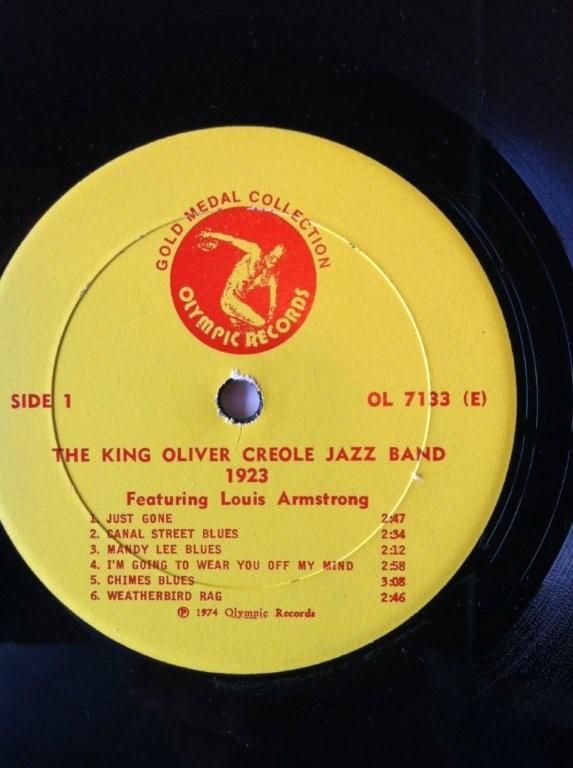 GOLD MEDAL COLLECTION
OLYMPIC RECORDS
SIDE 1
OL 7133 (E)
THE KING OLIVER CREOLE JAZZ BAND
1923
Featuring Louis Armstrong
1. JUST GONE 2:47
2. CANAL STREET BLUES 2:34
3. MANDY LEE BLUES 2:12
4. I'M GOING TO WEAR YOU OFF MY MIND 2:58
5. CHIMES BLUES 3:08
6. WEATHERBIRD RAG 2:46
℗ 1974 Olympic Records